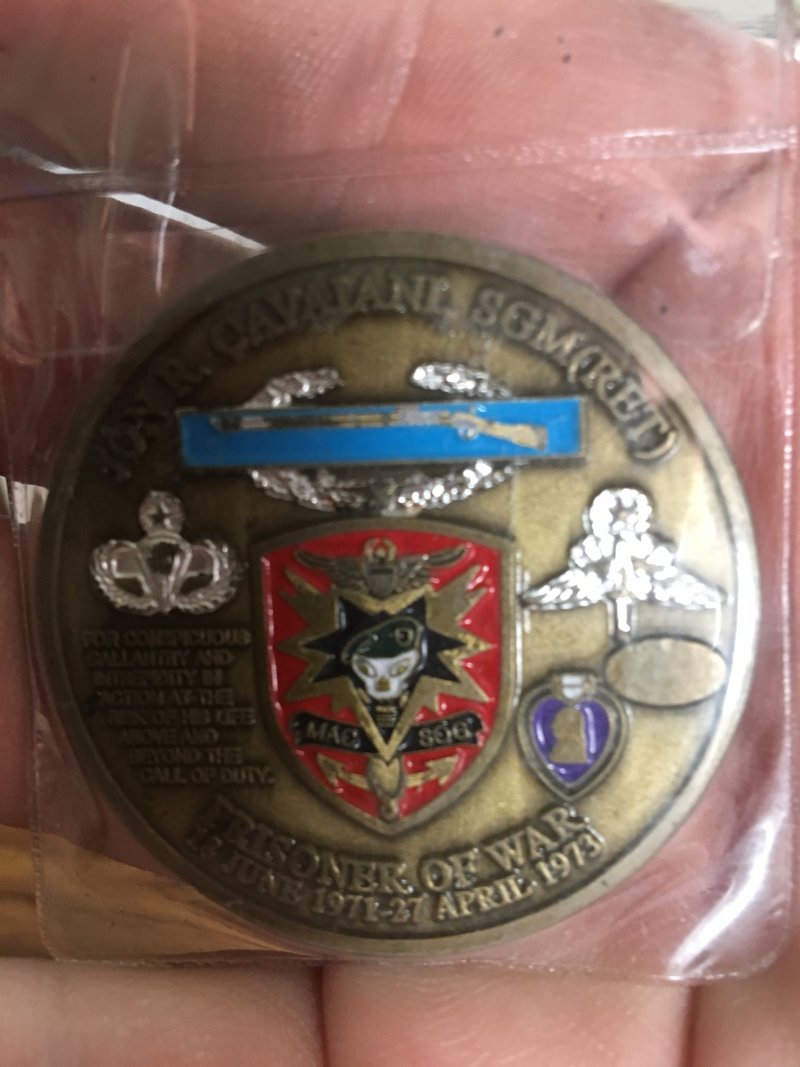 JON R. CAVAIANI, SGM(RET)
FOR CONSPICUOUS
GALLANTRY AND
INTREPIDITY IN
ACTION AT THE
RISK OF HIS LIFE
ABOVE AND
BEYOND THE
CALL OF DUTY.
MAC SOG
PRISONER OF WAR
JUNE 1971-27 APRIL 1973